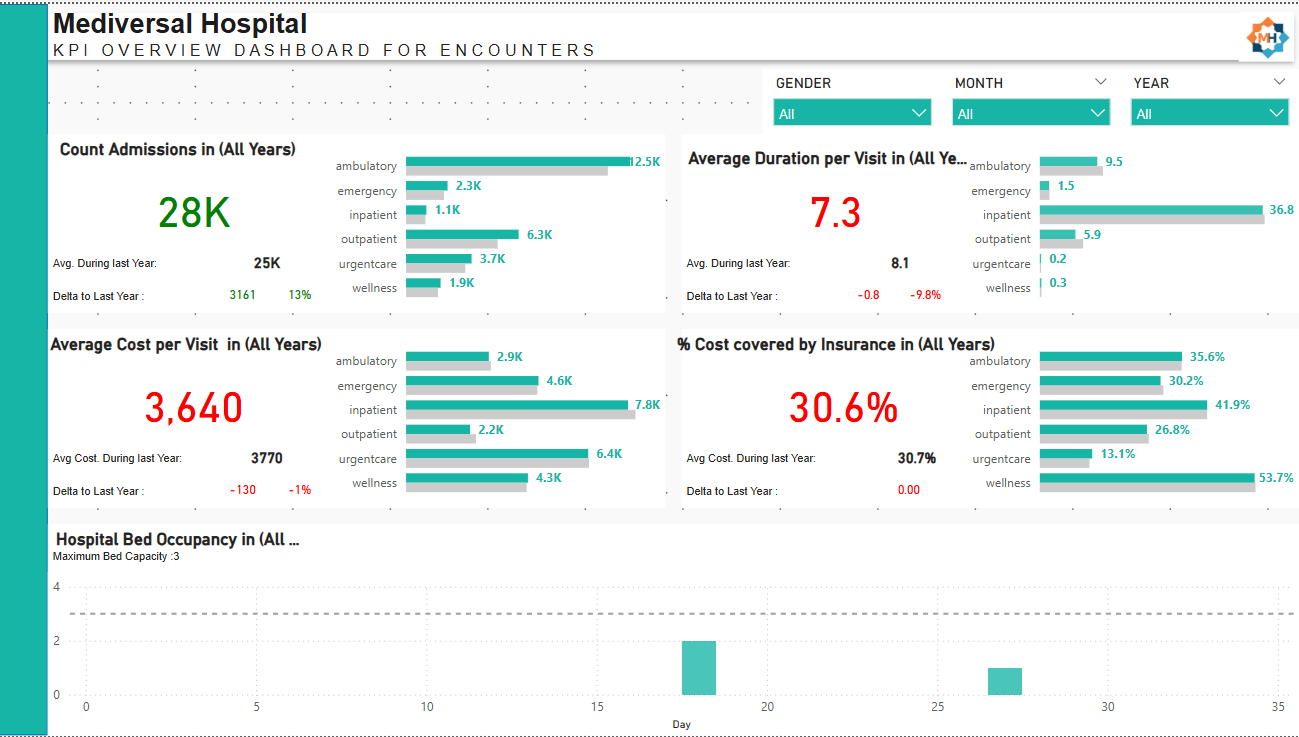 Mediversal Hospital
KPI OVERVIEW DASHBOARD FOR ENCOUNTERS
MH
GENDER
MONTH
YEAR
All
All
All
Count Admissions in (All Years)
28K
Avg. During last Year:
25K
Delta to Last Year :
3161
13%
ambulatory
12.5K
emergency
2.3K
inpatient
1.1K
outpatient
6.3K
urgentcare
3.7K
wellness
1.9K
Average Duration per Visit in (All Ye...
7.3
Avg. During last Year:
8.1
Delta to Last Year :
-0.8
-9.8%
ambulatory
9.5
emergency
1.5
inpatient
36.8
outpatient
5.9
urgentcare
0.2
wellness
0.3
Average Cost per Visit in (All Years)
3,640
Avg Cost. During last Year:
3770
Delta to Last Year :
-130
-1%
ambulatory
2.9K
emergency
4.6K
inpatient
7.8K
outpatient
2.2K
urgentcare
6.4K
wellness
4.3K
% Cost covered by Insurance in (All Years)
30.6%
Avg Cost. During last Year:
30.7%
Delta to Last Year :
0.00
ambulatory
35.6%
emergency
30.2%
inpatient
41.9%
outpatient
26.8%
urgentcare
13.1%
wellness
53.7%
Hospital Bed Occupancy in (All ...
Maximum Bed Capacity :3
4
2
0
0
5
10
15
20
25
30
35
Day